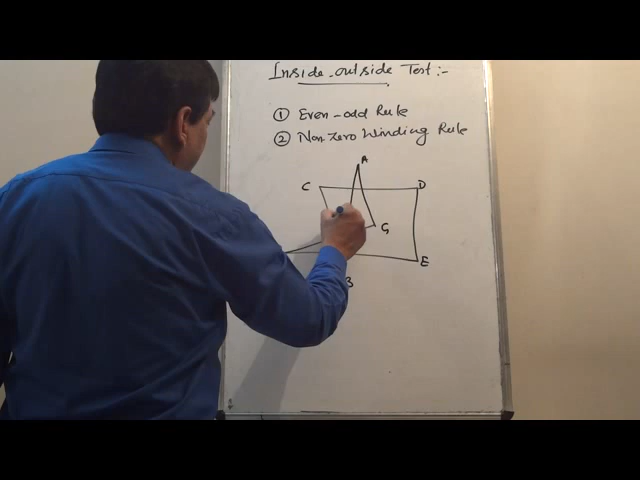 Inside-outside Test:-
① Even-odd Rule
② Non Zero Winding Rule
A
C D
G
E
B